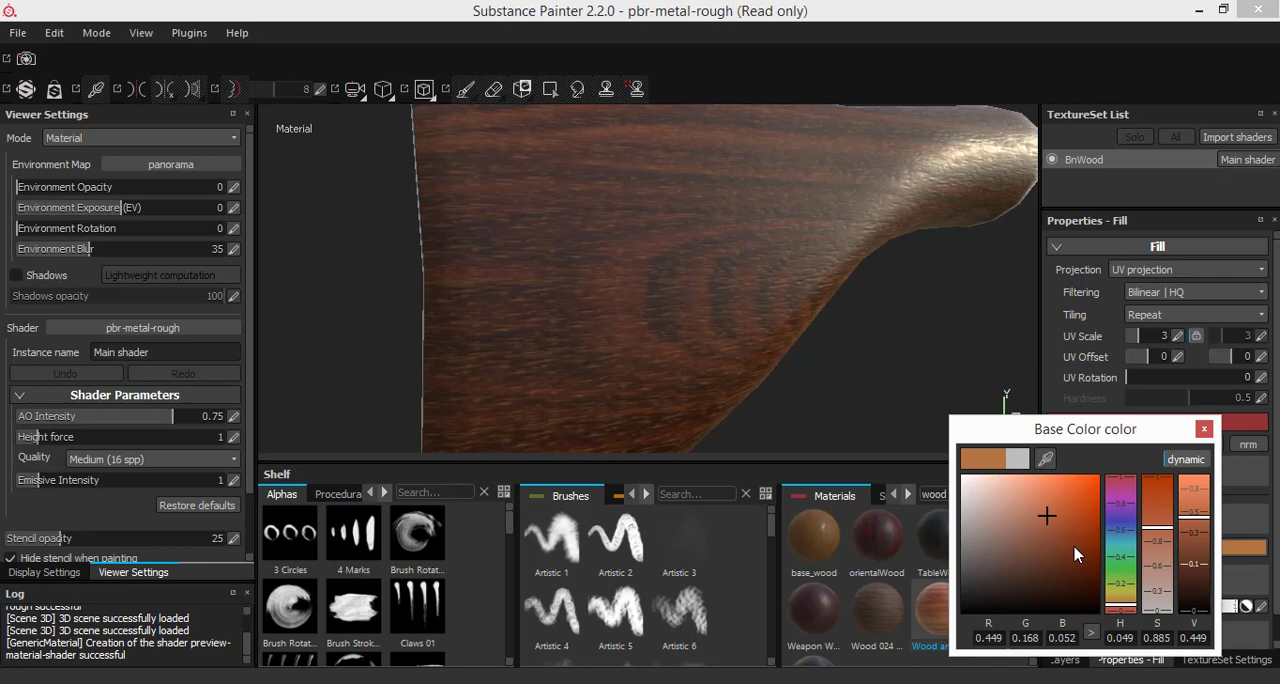 Substance Painter 2.2.0 - pbr-metal-rough (Read only)
File Edit Mode View Plugins Help
8
Viewer Settings
Mode Material
Environment Map panorama
Environment Opacity 0
Environment Exposure (EV) 0
Environment Rotation 0
Environment Blur 35
Shadows Lightweight computation
Shadows opacity 100
Shader pbr-metal-rough
Instance name Main shader
Undo Redo
Shader Parameters
AO Intensity 0.75
Height force 1
Quality Medium (16 spp)
Emissive Intensity 1
Restore defaults
Stencil opacity 25
Hide stencil when painting
Display Settings Viewer Settings
Log
rough successful
[Scene 3D] 3D scene successfully loaded
[Scene 3D] 3D scene successfully loaded
[GenericMaterial] Creation of the shader preview-
material-shader successful
Material
Y
Shelf
Alphas Procedura Search...
3 Circles 4 Marks Brush Rotat...
Brush Rotat... Brush Strok... Claws 01
Brushes Search...
Artistic 1 Artistic 2 Artistic 3
Artistic 4 Artistic 5 Artistic 6
Materials S wood
base_wood orientalWood TableWo
Weapon W... Wood 024 ... Wood an
TextureSet List
Solo All Import shaders
BnWood Main shader
Properties - Fill
Fill
Projection UV projection
Filtering Bilinear | HQ
Tiling Repeat
UV Scale 3 3
UV Offset 0 0
UV Rotation 0
Hardness 0.5
nrm
Base Color color
dynamic
R G B H S V
0.449 0.168 0.052 > 0.049 0.885 0.449
Layers Properties - Fill TextureSet Settings